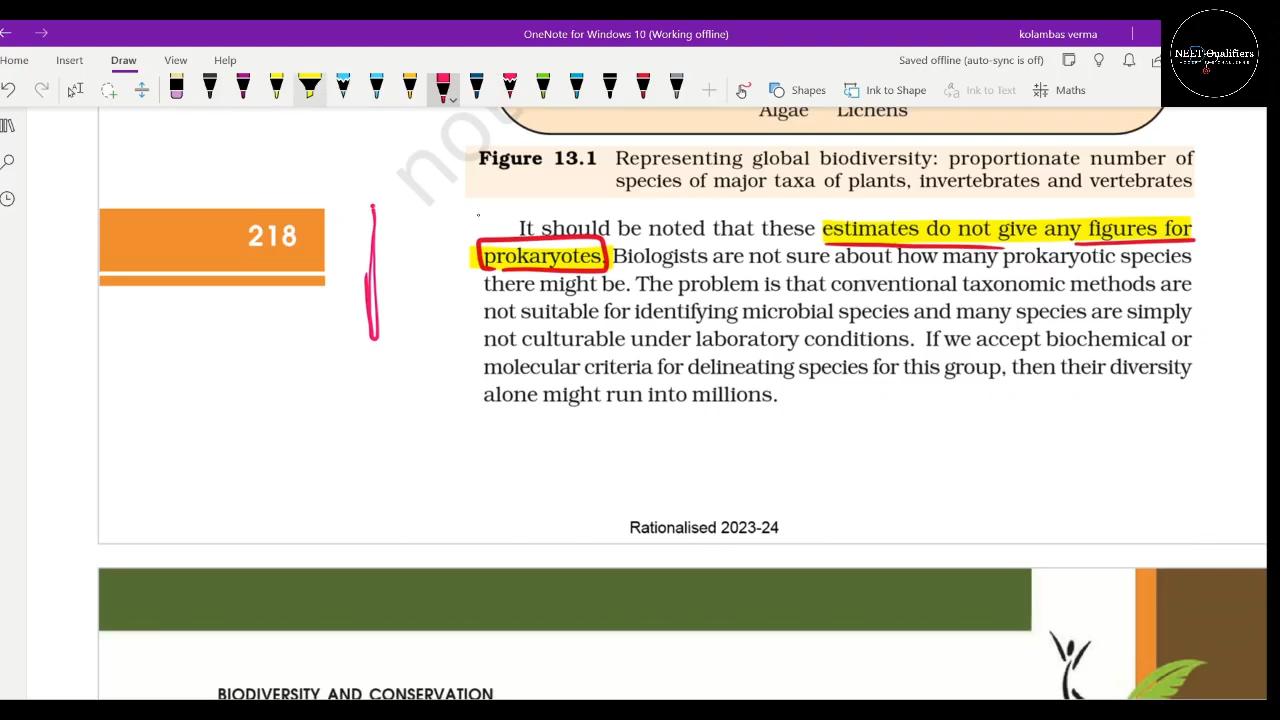 OneNote for Windows 10 (Working offline)
kolambas verma
NEET Qualifiers
Home Insert Draw View Help
Saved offline (auto-sync is off)
Shapes Ink to Shape Ink to Text Maths
Algae Lichens
not
Figure 13.1 Representing global biodiversity: proportionate number of
species of major taxa of plants, invertebrates and vertebrates
218
It should be noted that these estimates do not give any figures for
prokaryotes. Biologists are not sure about how many prokaryotic species
there might be. The problem is that conventional taxonomic methods are
not suitable for identifying microbial species and many species are simply
not culturable under laboratory conditions. If we accept biochemical or
molecular criteria for delineating species for this group, then their diversity
alone might run into millions.
Rationalised 2023-24
BIODIVERSITY AND CONSERVATION